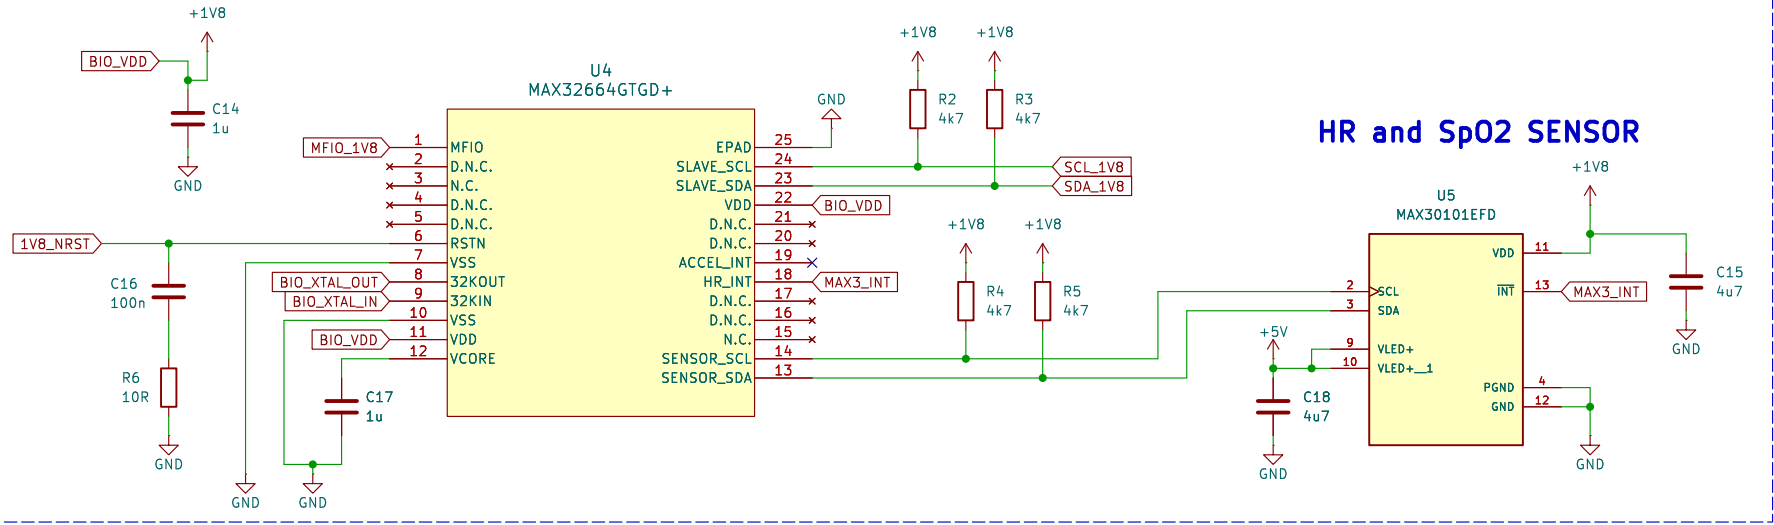 +1V8
BIO_VDD
C14
1u
GND
U4
MAX32664GTGD+
MFIO_1V8
1
2
3
4
5
6
7
8
9
10
11
12
MFIO
D.N.C.
N.C.
D.N.C.
D.N.C.
RSTN
VSS
32KOUT
32KIN
VSS
VDD
VCORE
EPAD
SLAVE_SCL
SLAVE_SDA
VDD
D.N.C.
D.N.C.
ACCEL_INT
HR_INT
D.N.C.
D.N.C.
N.C.
SENSOR_SCL
SENSOR_SDA
25
24
23
22
21
20
19
18
17
16
15
14
13
1V8_NRST
C16
100n
R6
10R
GND
BIO_XTAL_OUT
BIO_XTAL_IN
BIO_VDD
C17
1u
GND
GND
GND
+1V8
+1V8
R2
4k7
R3
4k7
SCL_1V8
SDA_1V8
BIO_VDD
+1V8
+1V8
MAX3_INT
R4
4k7
R5
4k7
HR and SpO2 SENSOR
+1V8
U5
MAX30101EFD
2
3
9
10
SCL
SDA
VLED+
VLED+__1
VDD
INT
PGND
GND
11
13
4
12
MAX3_INT
C15
4u7
GND
+5V
C18
4u7
GND
GND